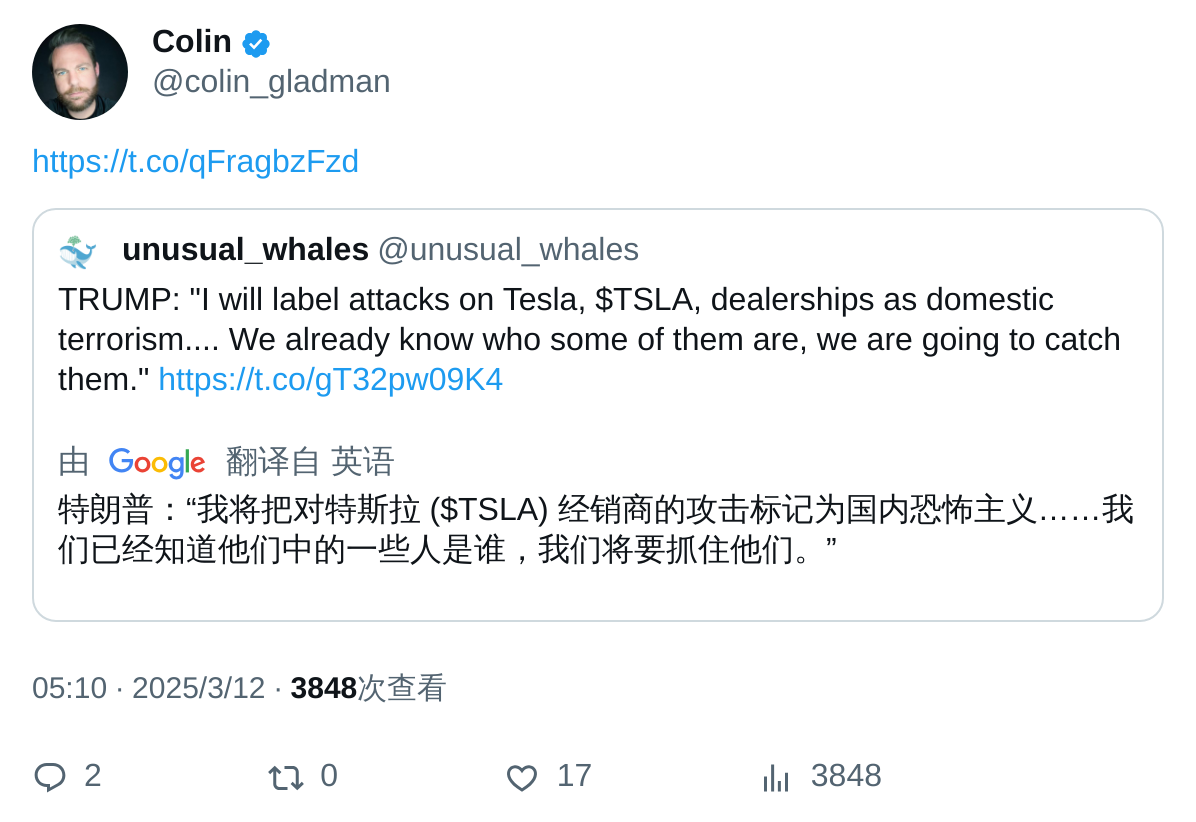 Colin
@colin_gladman
https://t.co/qFragbzFzd
unusual_whales @unusual_whales
TRUMP: "I will label attacks on Tesla, $TSLA, dealerships as domestic
terrorism.... We already know who some of them are, we are going to catch
them." https://t.co/gT32pw09K4
由 Google 翻译自 英语
特朗普：“我将把对特斯拉 ($TSLA) 经销商的攻击标记为国内恐怖主义……我
们已经知道他们中的一些人是谁，我们将要抓住他们。”
05:10 · 2025/3/12 · 3848次查看
2 0 17 3848